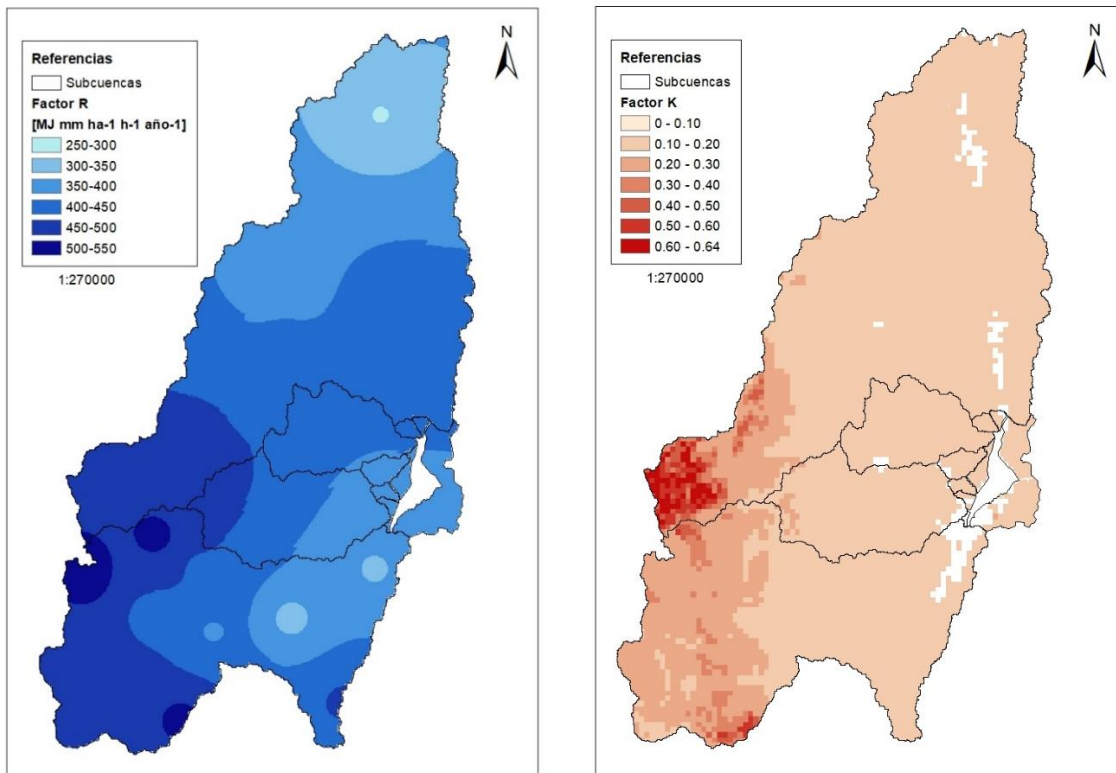 N
Referencias
Subcuencas
Factor R
[MJ mm ha-1 h-1 año-1]
250-300
300-350
350-400
400-450
450-500
500-550
1:270000
N
Referencias
Subcuencas
Factor K
0 - 0.10
0.10 - 0.20
0.20 - 0.30
0.30 - 0.40
0.40 - 0.50
0.50 - 0.60
0.60 - 0.64
1:270000